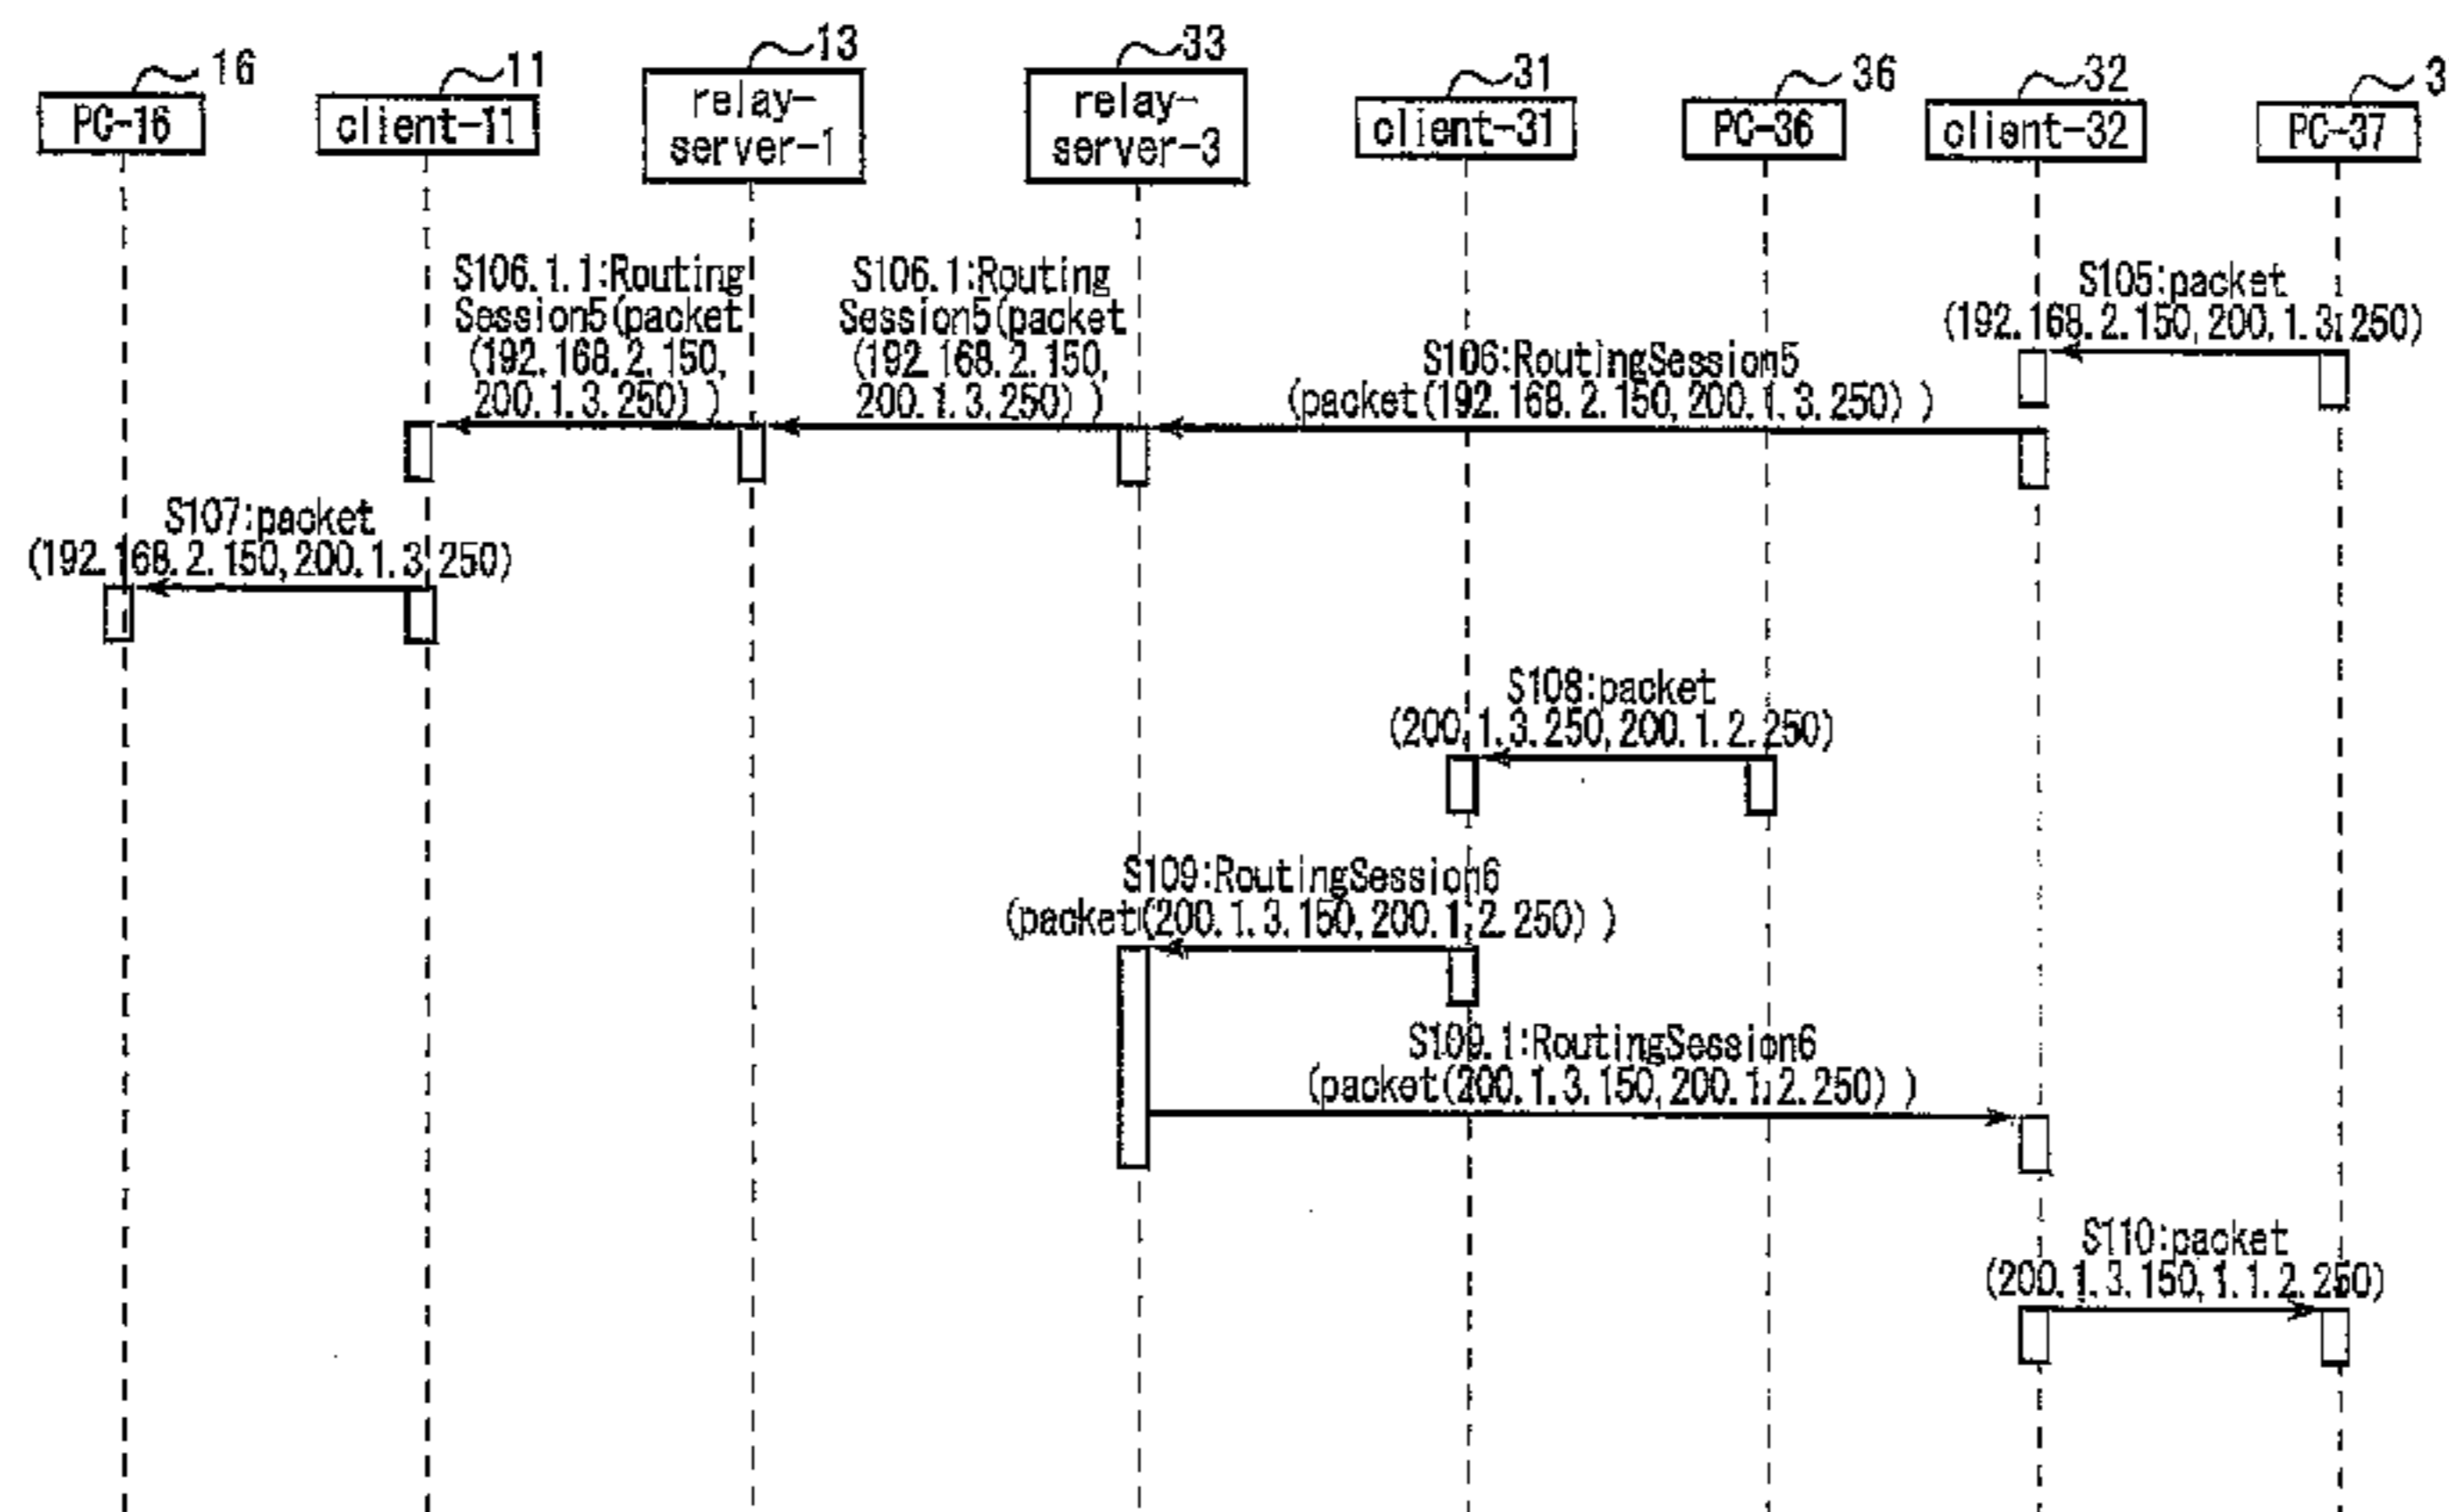 16
11
13
33
31
36
32
3
PC-16
client-11
relay-
server-1
relay-
server-3
client-31
PC-36
client-32
PC-37
S106.1.1:Routing
Session5(packet
(192.168.2.150,
200.1.3.250) )
S106.1:Routing
Session5(packet
(192.168.2.150,
200.1.3.250) )
S106:RoutingSession5
(packet(192.168.2.150,200.1.3.250) )
S105:packet
(192.168.2.150,200.1.3.250)
S107:packet
(192.168.2.150,200.1.3.250)
S108:packet
(200.1.3.250,200.1.2.250)
S109:RoutingSession6
(packet(200.1.3.150,200.1.2.250) )
S109.1:RoutingSession6
(packet(200.1.3.150,200.1.2.250) )
S110:packet
(200.1.3.150,1.1.2.250)